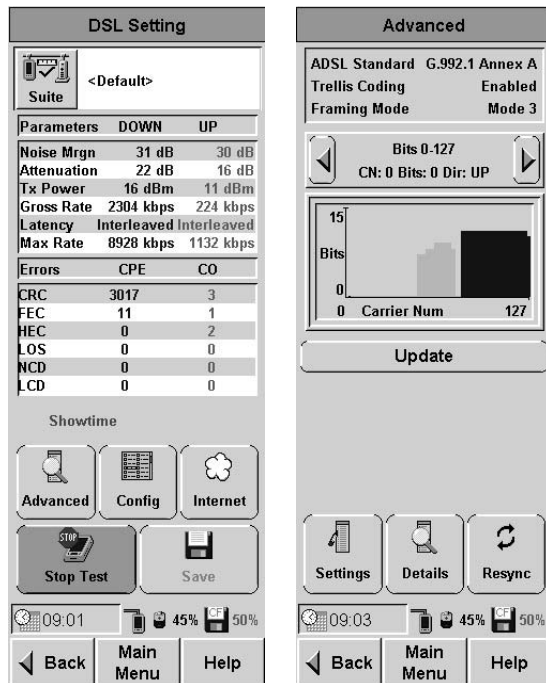 DSL Setting
Suite
<Default>
Parameters DOWN UP
Noise Mrgn 31 dB 30 dB
Attenuation 22 dB 16 dB
Tx Power 16 dBm 11 dBm
Gross Rate 2304 kbps 224 kbps
Latency Interleaved Interleaved
Max Rate 8928 kbps 1132 kbps
Errors CPE CO
CRC 3017 3
FEC 11 1
HEC 0 2
LOS 0 0
NCD 0 0
LCD 0 0
Showtime
Advanced Config Internet
STOP
Stop Test Save
09:01 45% CF 50%
Back Main Menu Help
Advanced
ADSL Standard G.992.1 Annex A
Trellis Coding Enabled
Framing Mode Mode 3
Bits 0-127
CN: 0 Bits: 0 Dir: UP
15
Bits
0
0 Carrier Num 127
Update
Settings Details Resync
09:03 45% CF 50%
Back Main Menu Help